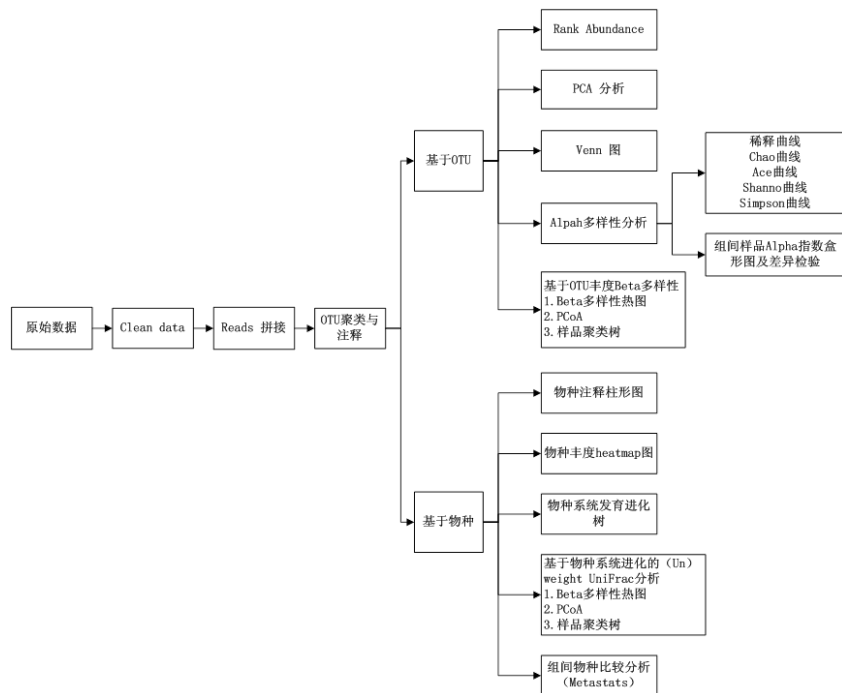 原始数据
Clean data
Reads 拼接
OTU聚类与
注释
基于OTU
Rank Abundance
PCA 分析
Venn 图
Alpah多样性分析
稀释曲线
Chao曲线
Ace曲线
Shanno曲线
Simpson曲线
组间样品Alpha指数盒
形图及差异检验
基于OTU丰度Beta多样性
1.Beta多样性热图
2.PCoA
3.样品聚类树
基于物种
物种注释柱形图
物种丰度heatmap图
物种系统发育进化
树
基于物种系统进化的（Un）
weight UniFrac分析
1.Beta多样性热图
2.PCoA
3.样品聚类树
组间物种比较分析
（Metastats）